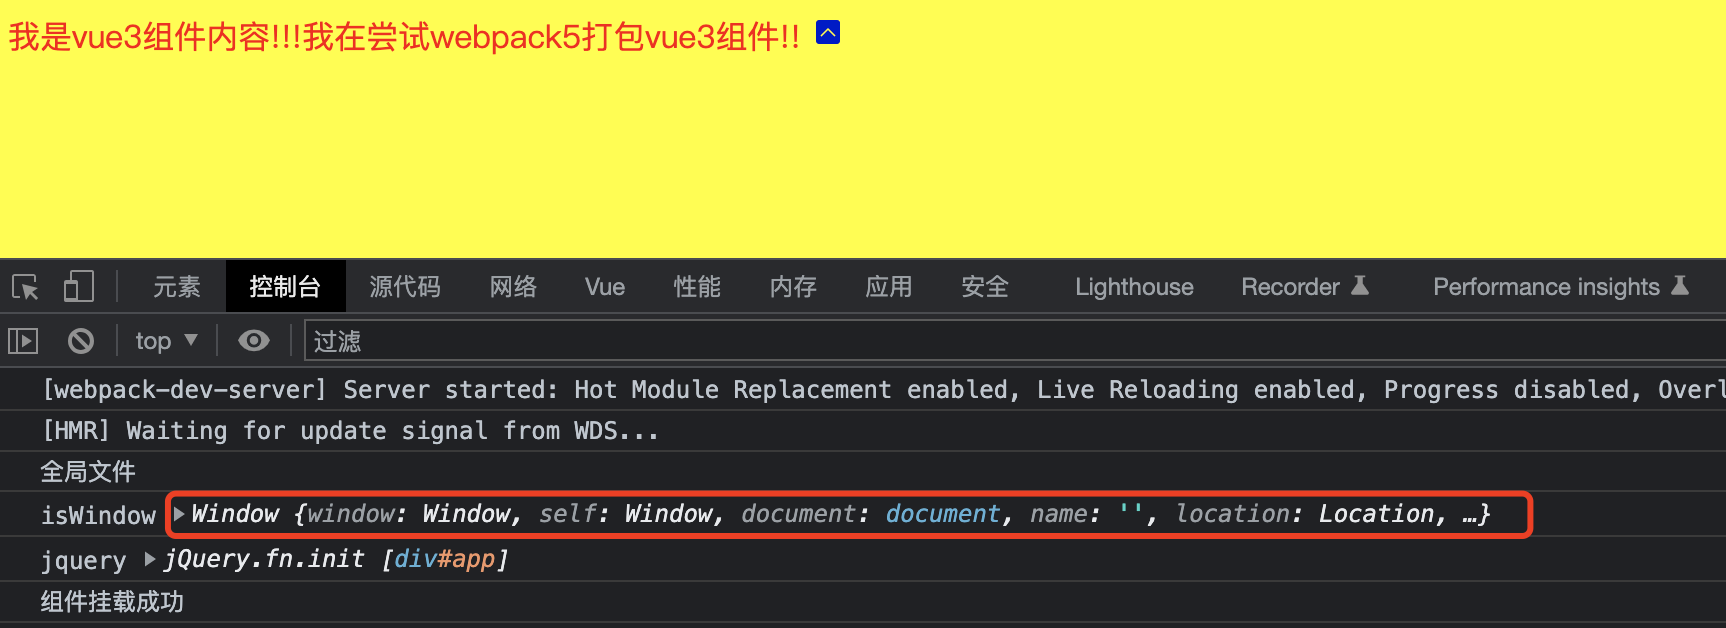 我是vue3组件内容!!!我在尝试webpack5打包vue3组件!!
元素 控制台 源代码 网络 Vue 性能 内存 应用 安全 Lighthouse Recorder Performance insights
top 过滤
[webpack-dev-server] Server started: Hot Module Replacement enabled, Live Reloading enabled, Progress disabled, Overl
[HMR] Waiting for update signal from WDS...
全局文件
isWindow Window {window: Window, self: Window, document: document, name: '', location: Location, …}
jquery jQuery.fn.init [div#app]
组件挂载成功